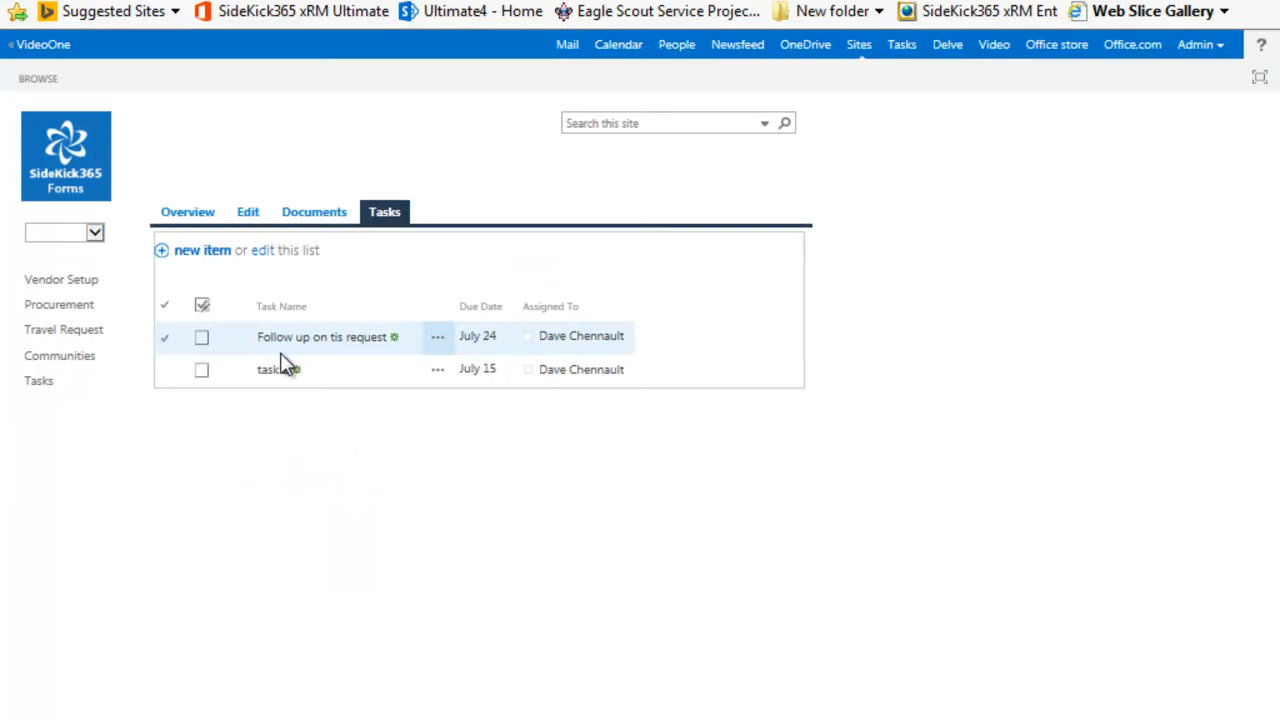 Suggested Sites SideKick365 xRM Ultimate Ultimate4 - Home Eagle Scout Service Projec... New folder SideKick365 xRM Ent Web Slice Gallery
VideoOne Mail Calendar People Newsfeed OneDrive Sites Tasks Delve Video Office store Office.com Admin ?
BROWSE
SideKick365
Forms
Search this site
Overview Edit Documents Tasks
new item or edit this list
Vendor Setup
Procurement
Travel Request
Communities
Tasks
Task Name Due Date Assigned To
Follow up on tis request ... July 24 Dave Chennault
task ... July 15 Dave Chennault